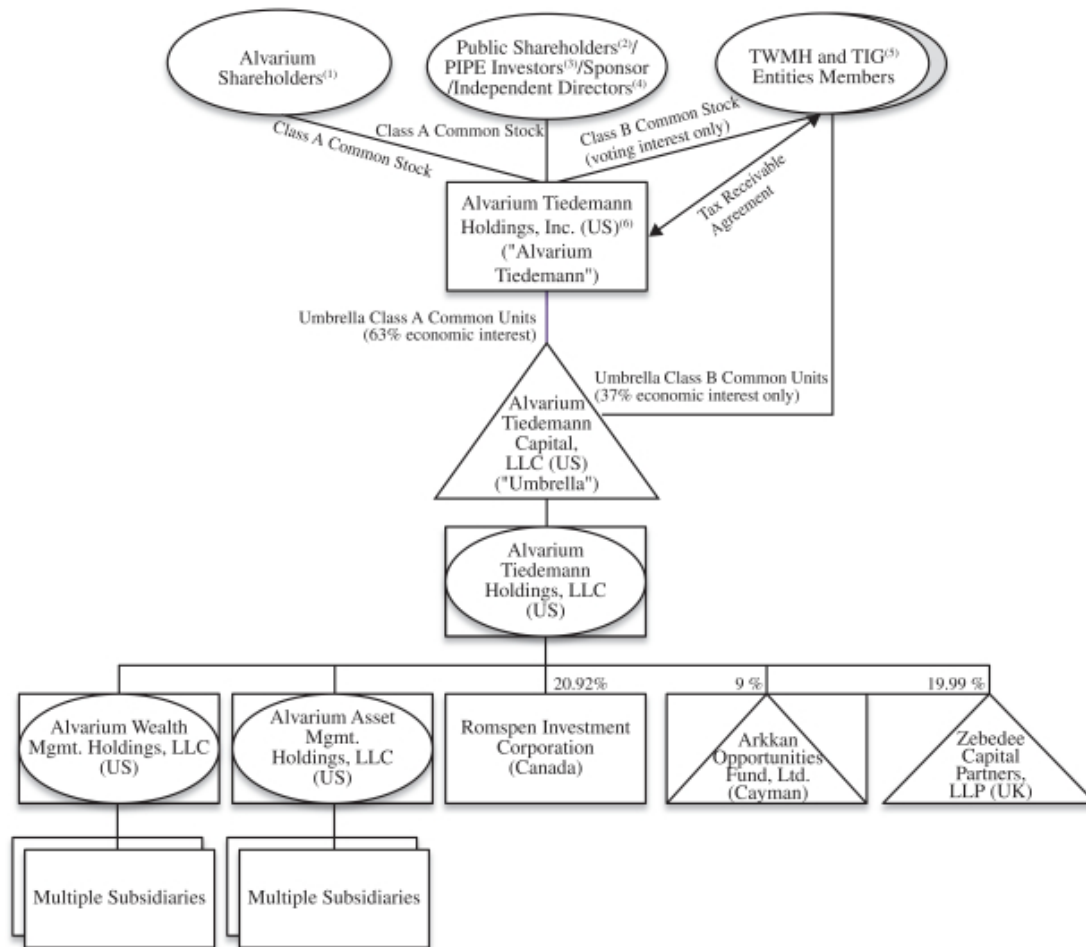 Alvarium
Shareholders(1)
Public Shareholders(2)/
PIPE Investors(3)/Sponsor
/Independent Directors(4)
TWMH and TIG(5)
Entities Members
Class A Common Stock
Class A Common Stock
Class B Common Stock
(voting interest only)
Tax Receivable
Agreement
Alvarium Tiedemann
Holdings, Inc. (US)(6)
("Alvarium
Tiedemann")
Umbrella Class A Common Units
(63% economic interest)
Umbrella Class B Common Units
(37% economic interest only)
Alvarium
Tiedemann
Capital,
LLC (US)
("Umbrella")
Alvarium
Tiedemann
Holdings, LLC
(US)
20.92%
9 %
19.99 %
Alvarium Wealth
Mgmt. Holdings, LLC
(US)
Alvarium Asset
Mgmt.
Holdings, LLC
(US)
Romspen Investment
Corporation
(Canada)
Arkkan
Opportunities
Fund, Ltd.
(Cayman)
Zebedee
Capital
Partners,
LLP (UK)
Multiple Subsidiaries
Multiple Subsidiaries